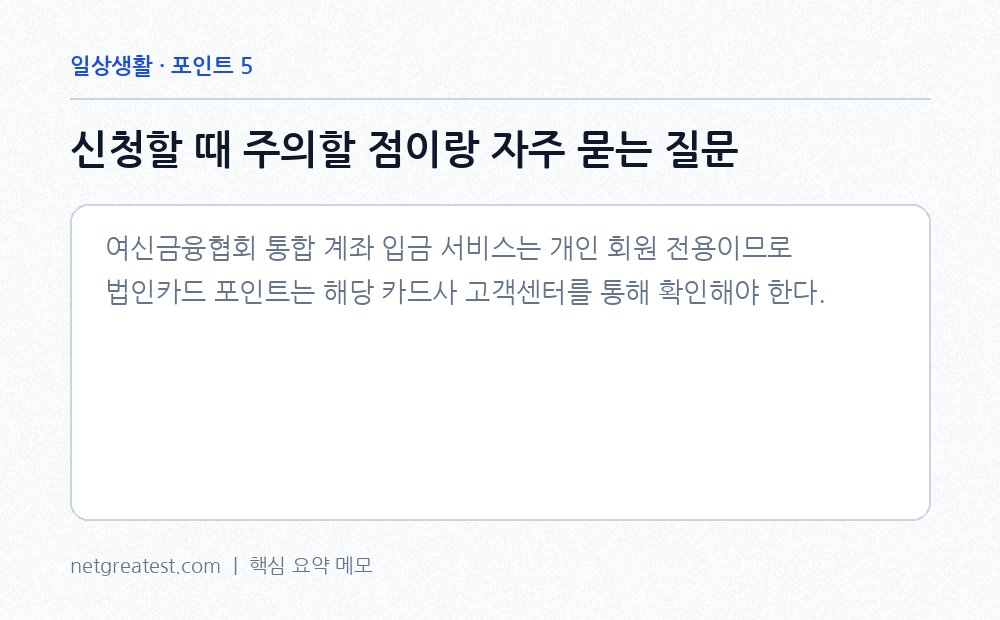 일상생활 · 포인트 5
신청할 때 주의할 점이랑 자주 묻는 질문
여신금융협회 통합 계좌 입금 서비스는 개인 회원 전용이므로
법인카드 포인트는 해당 카드사 고객센터를 통해 확인해야 한다.
netgreatest.com | 핵심 요약 메모